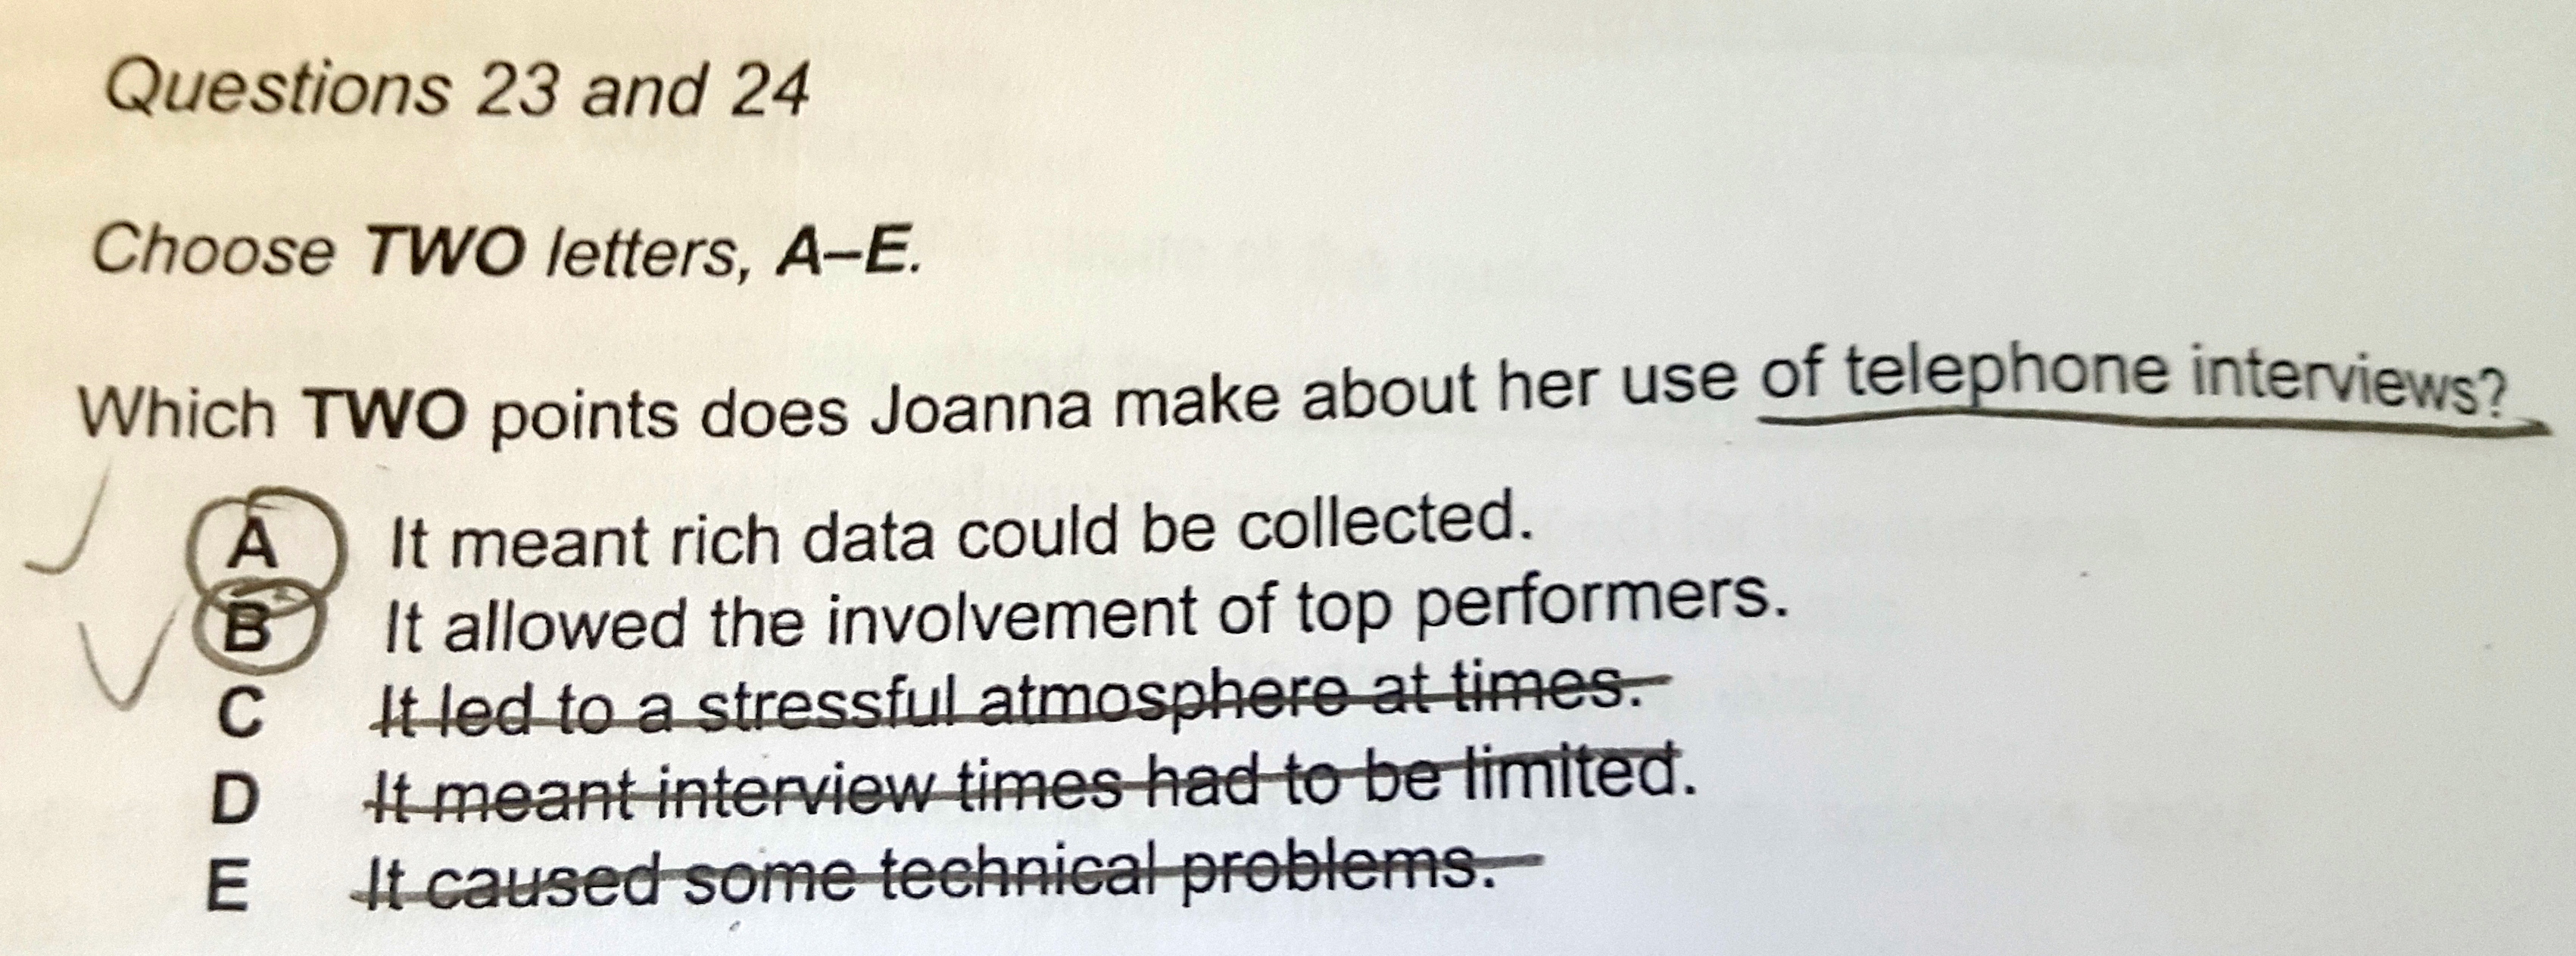 Questions 23 and 24
Choose TWO letters, A–E.
Which TWO points does Joanna make about her use of telephone interviews?
A It meant rich data could be collected.
B It allowed the involvement of top performers.
C It led to a stressful atmosphere at times.
D It meant interview times had to be limited.
E It caused some technical problems.